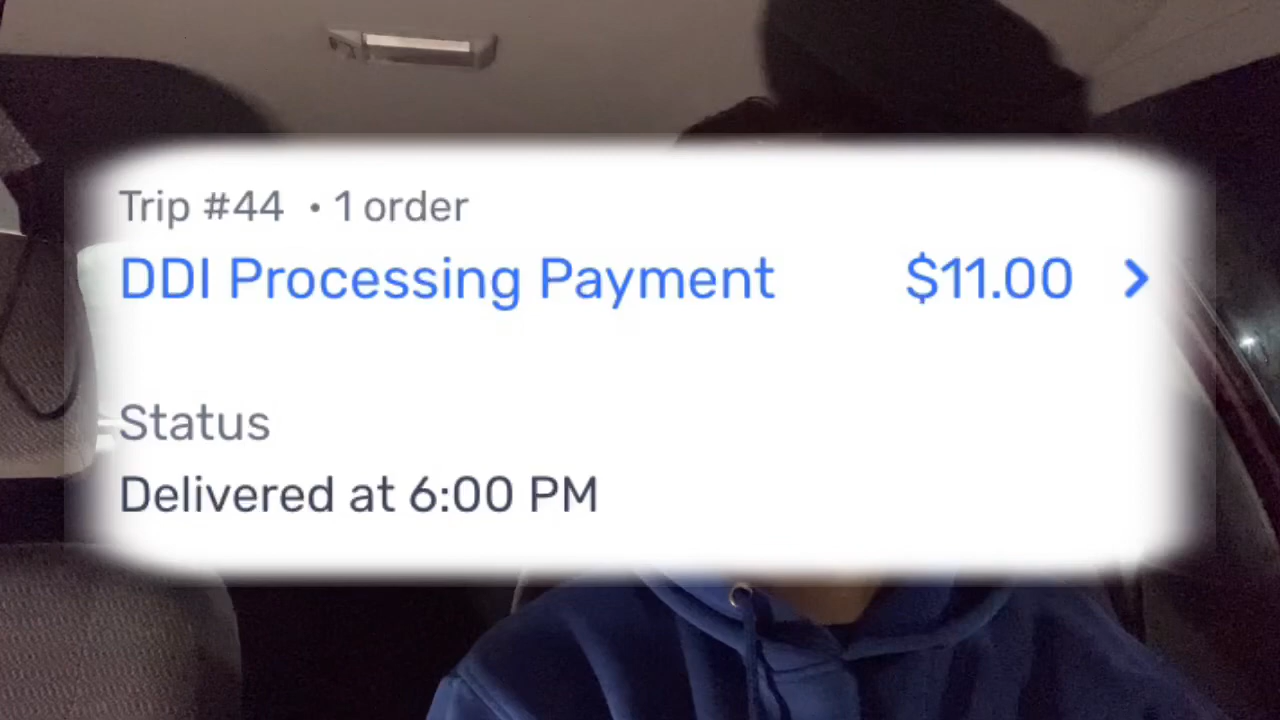 Trip #44 • 1 order
DDI Processing Payment $11.00 >
Status
Delivered at 6:00 PM